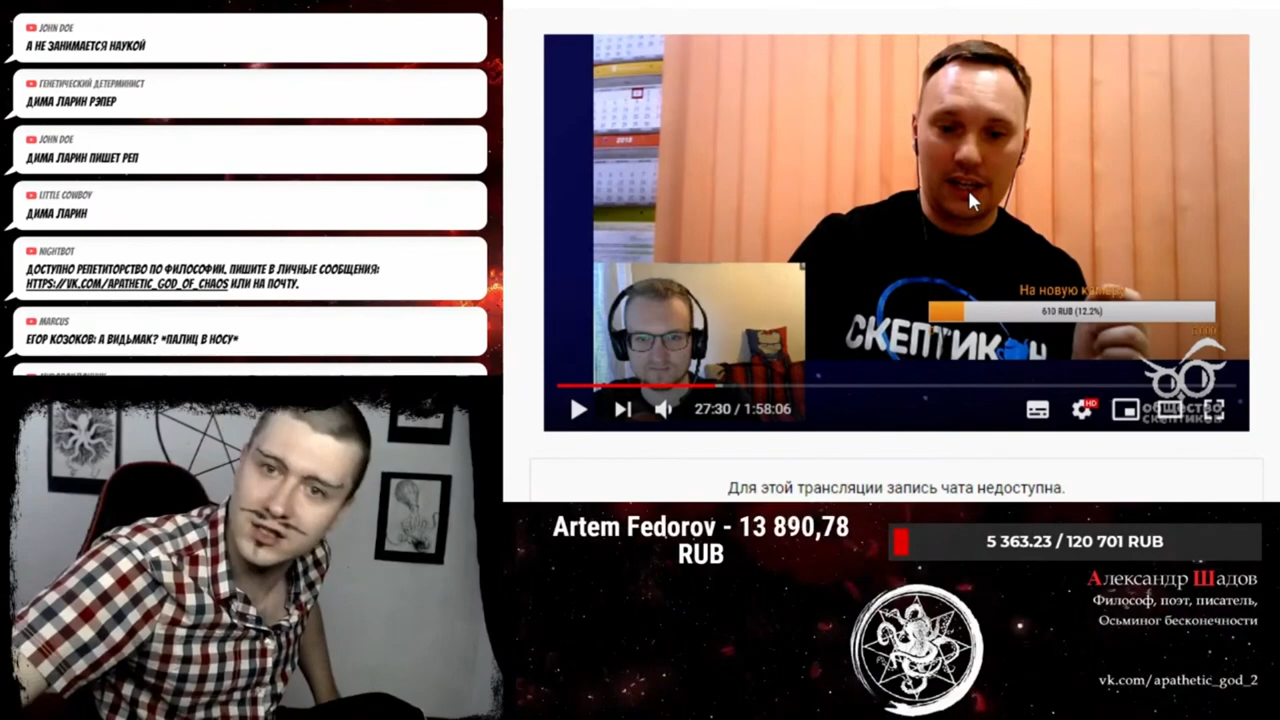 JOHN DOE
А НЕ ЗАНИМАЕТСЯ НАУКОЙ
ГЕНЕТИЧЕСКИЙ ДЕТЕРМИНИСТ
ДИМА ЛАРИН РЭПЕР
JOHN DOE
ДИМА ЛАРИН ПИШЕТ РЕП
LITTLE COWBOY
ДИМА ЛАРИН
NIGHTBOT
ДОСТУПНО РЕПЕТИТОРСТВО ПО ФИЛОСОФИИ. ПИШИТЕ В ЛИЧНЫЕ СООБЩЕНИЯ:
HTTPS://VK.COM/APATHETIC_GOD_OF_CHAOS ИЛИ НА ПОЧТУ.
MARCUS
ЕГОР КОЗОКОВ: А ВИДЬМАК? *ПАЛИЦ В НОСУ*
2019
На новую камеру
610 RUB (12.2%)
СКЕПТИКОН
27:30 / 1:58:06
HD
общество
скептиков
Для этой трансляции запись чата недоступна.
Artem Fedorov - 13 890,78
RUB
5 363.23 / 120 701 RUB
Александр Шадов
Философ, поэт, писатель,
Осьминог бесконечности
vk.com/apathetic_god_2